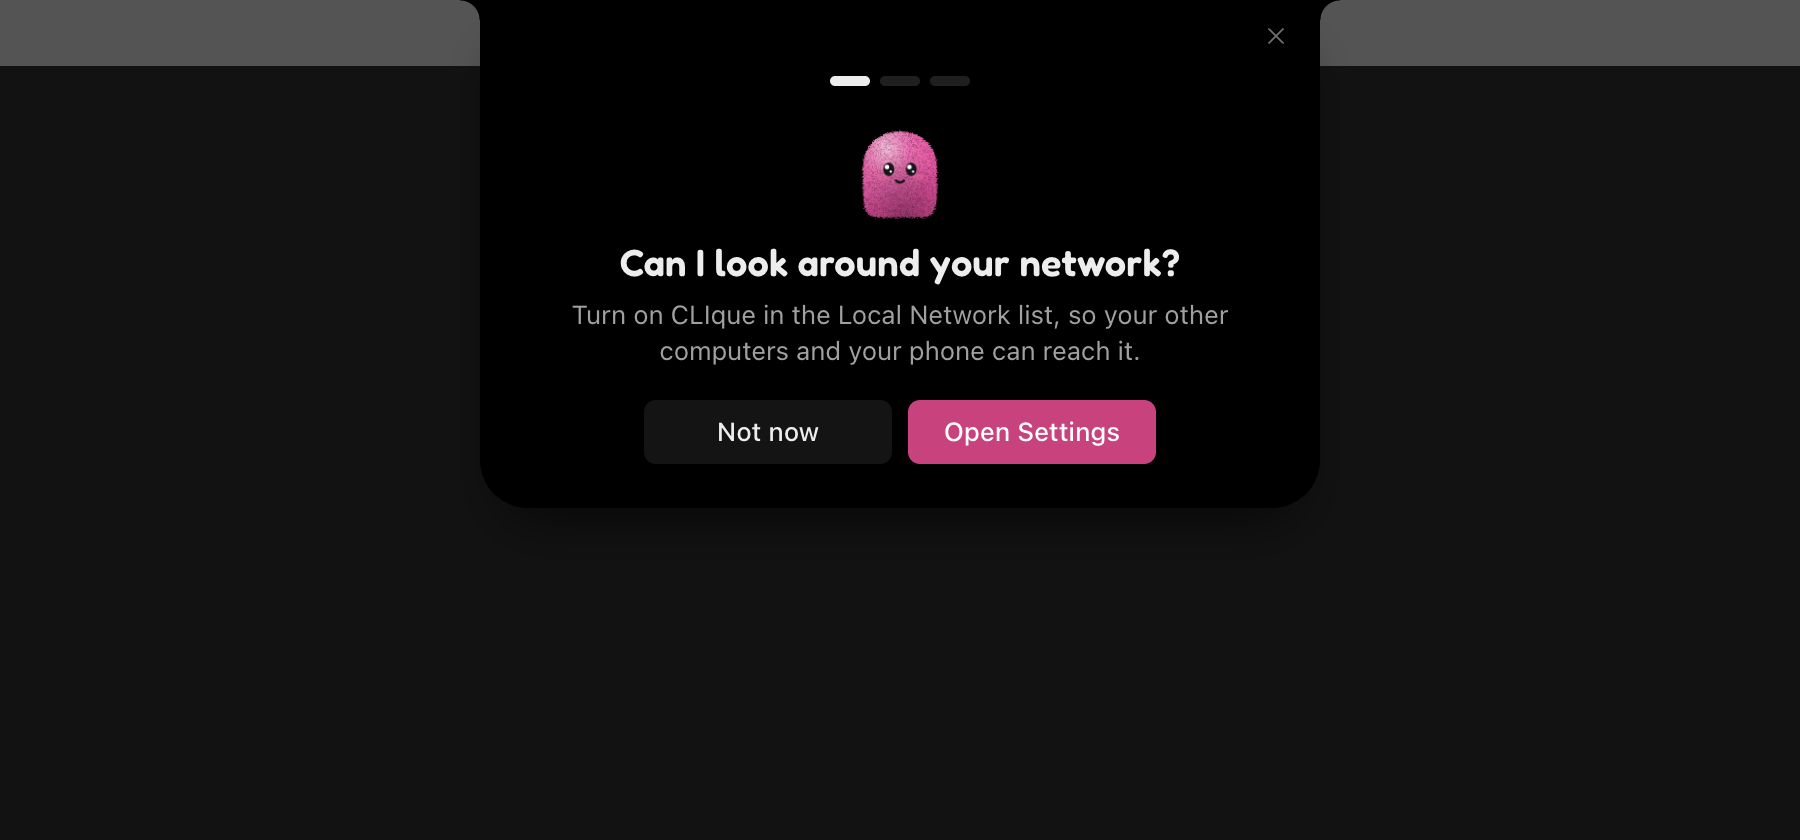 Can I look around your network?
Turn on CLIque in the Local Network list, so your other
computers and your phone can reach it.
Not now
Open Settings